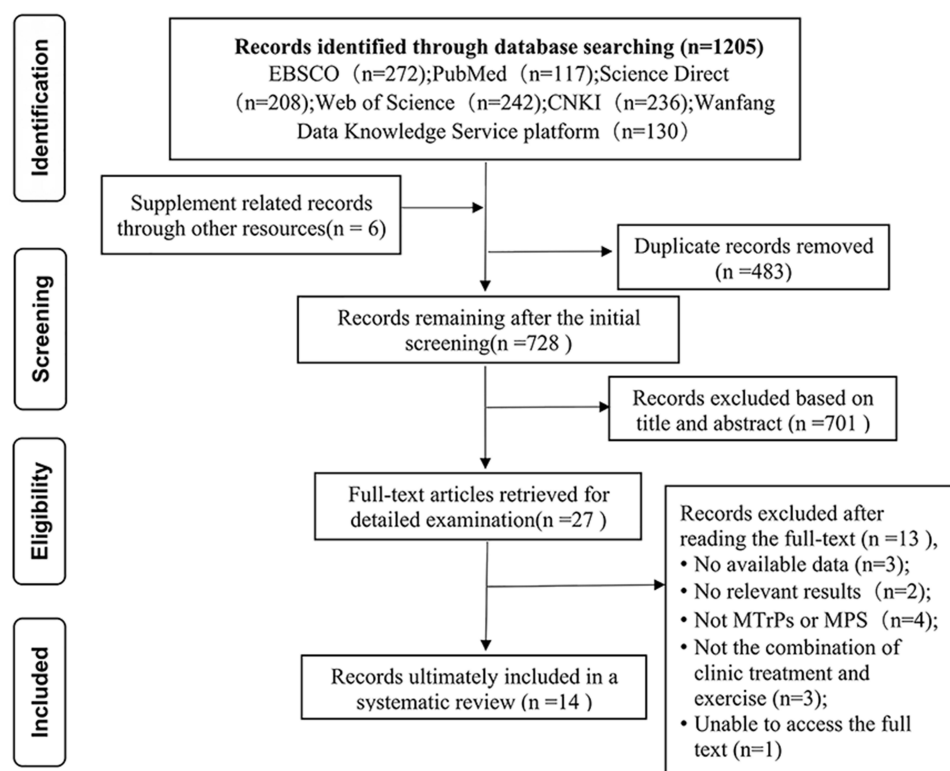 Identification
Records identified through database searching (n=1205)
EBSCO（n=272);PubMed（n=117);Science Direct
（n=208);Web of Science（n=242);CNKI（n=236);Wanfang
Data Knowledge Service platform（n=130）
Supplement related records
through other resources(n = 6)
Duplicate records removed
(n =483)
Screening
Records remaining after the initial
screening(n =728 )
Records excluded based on
title and abstract (n =701 )
Eligibility
Full-text articles retrieved for
detailed examination(n =27 )
Records excluded after
reading the full-text (n =13 ),
• No available data (n=3);
• No relevant results（n=2);
• Not MTrPs or MPS（n=4);
• Not the combination of
clinic treatment and
exercise (n=3);
• Unable to access the full
text (n=1)
Included
Records ultimately included in a
systematic review (n =14 )